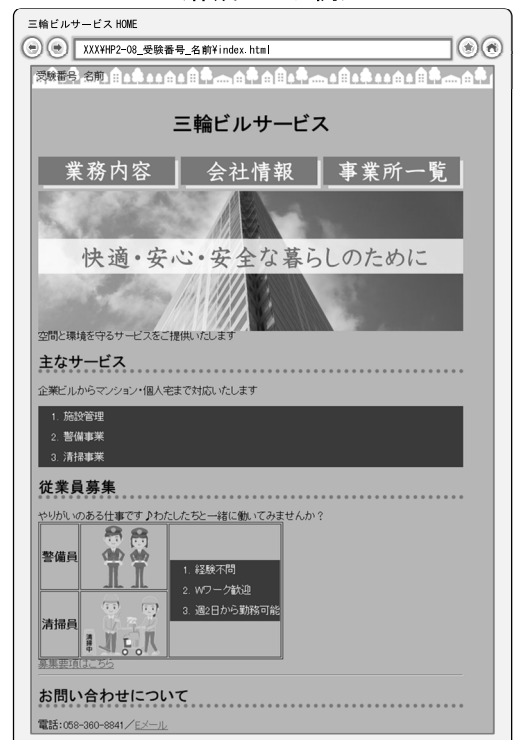 三輪ビルサービス HOME
XXX¥HP2-08_受験番号_名前¥index.html
受験番号 名前
三輪ビルサービス
業務内容 会社情報 事業所一覧
快適・安心・安全な暮らしのために
空間と環境を守るサービスをご提供いたします
主なサービス
企業ビルからマンション・個人宅まで対応いたします
1. 施設管理
2. 警備事業
3. 清掃事業
従業員募集
やりがいのある仕事です♪わたしたちと一緒に働いてみませんか？
警備員
1. 経験不問
2. Wワーク歓迎
3. 週2日から勤務可能
清掃員
清掃中
募集要項はこちら
お問い合わせについて
電話：058-360-8841／Eメール